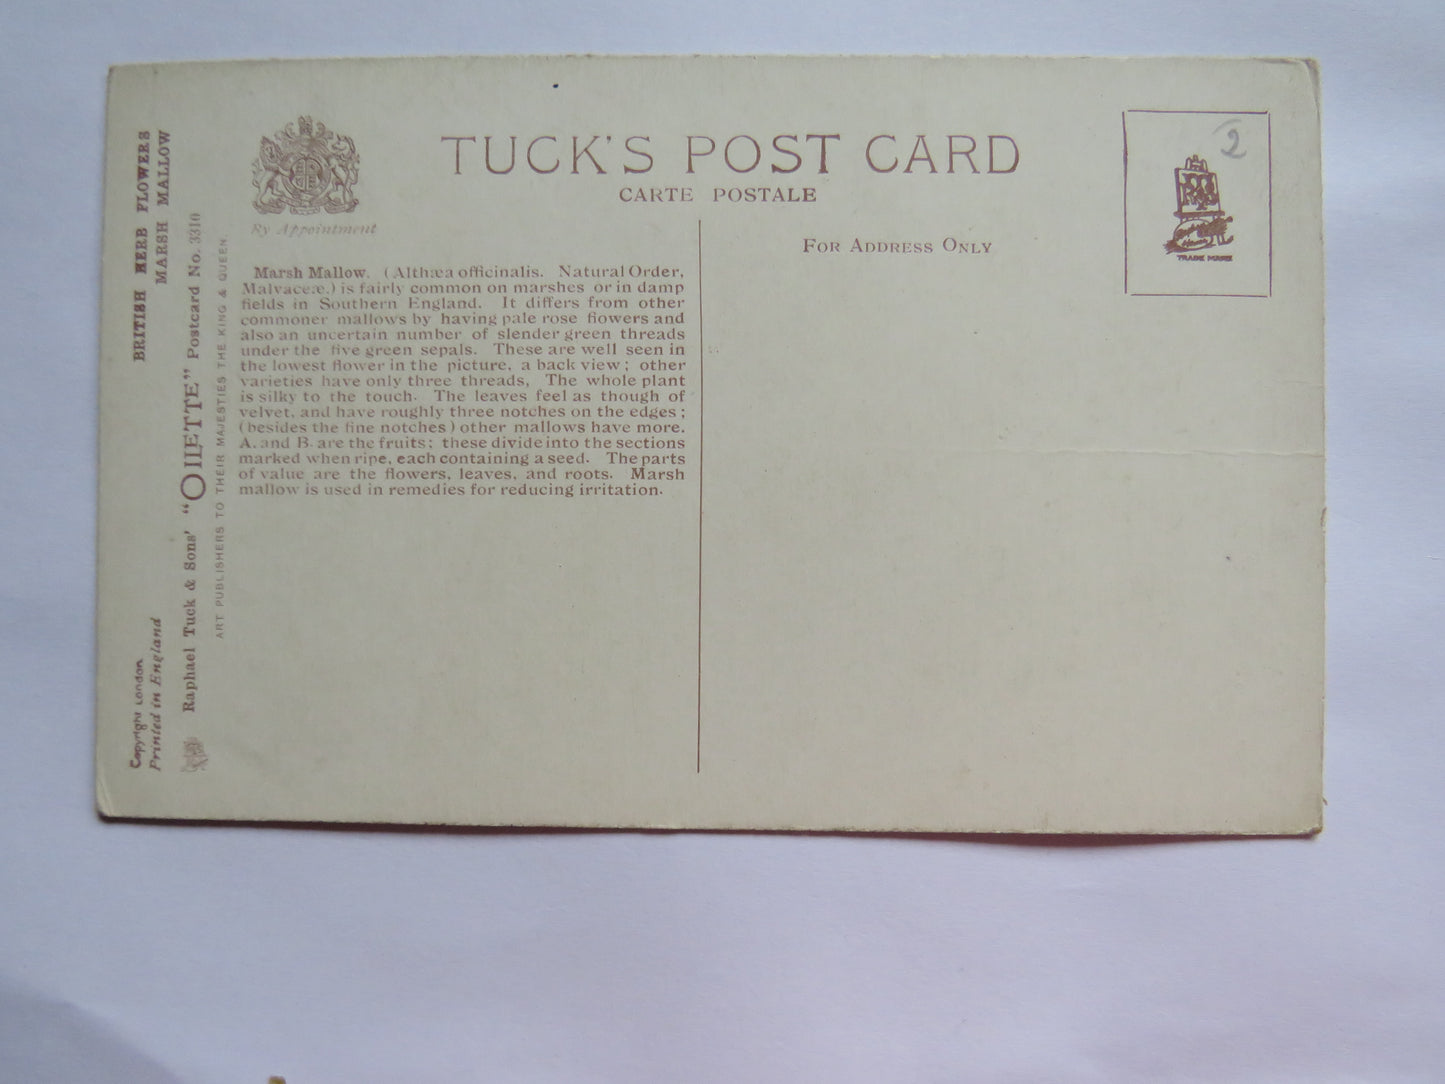 TUCK'S POST CARD
CARTE POSTALE
By Appointment
FOR ADDRESS ONLY
2
TRADE MARK
BRITISH HERB FLOWERS
MARSH MALLOW
Raphael Tuck & Sons' "OILETTE" Postcard No. 3310
ART PUBLISHERS TO THEIR MAJESTIES THE KING & QUEEN.
Copyright London
Printed in England
Marsh Mallow. (Althæa officinalis. Natural Order,
Malvaceæ.) is fairly common on marshes or in damp
fields in Southern England. It differs from other
commoner mallows by having pale rose flowers and
also an uncertain number of slender green threads
under the five green sepals. These are well seen in
the lowest flower in the picture, a back view; other
varieties have only three threads, The whole plant
is silky to the touch. The leaves feel as though of
velvet, and have roughly three notches on the edges;
(besides the fine notches) other mallows have more.
A. and B. are the fruits; these divide into the sections
marked when ripe, each containing a seed. The parts
of value are the flowers, leaves, and roots. Marsh
mallow is used in remedies for reducing irritation.